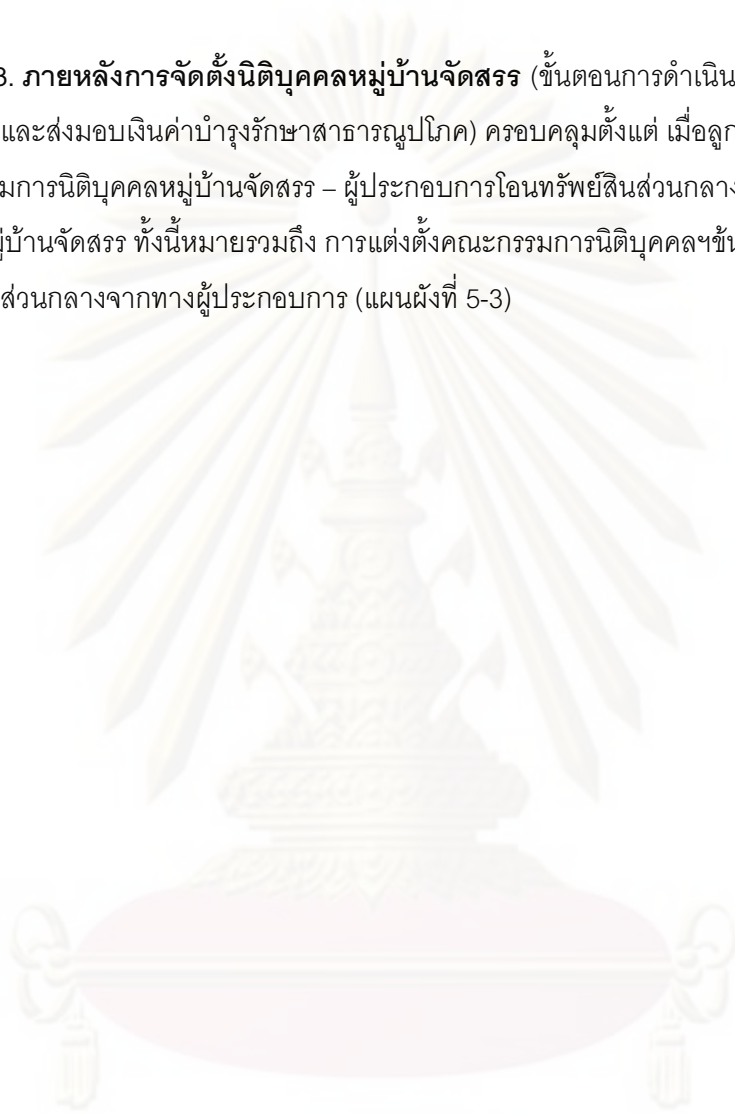 3. ภายหลังการจัดตั้งนิติบุคคลหมู่บ้านจัดสรร (ขั้นตอนการดำเนิน
และส่งมอบเงินค่าบำรุงรักษาสาธารณูปโภค) ครอบคลุมตั้งแต่ เมื่อลูก
มการนิติบุคคลหมู่บ้านจัดสรร – ผู้ประกอบการโอนทรัพย์สินส่วนกลาง
บ้านจัดสรร ทั้งนี้หมายรวมถึง การแต่งตั้งคณะกรรมการนิติบุคคลฯขั้น
ส่วนกลางจากทางผู้ประกอบการ (แผนผังที่ 5-3)